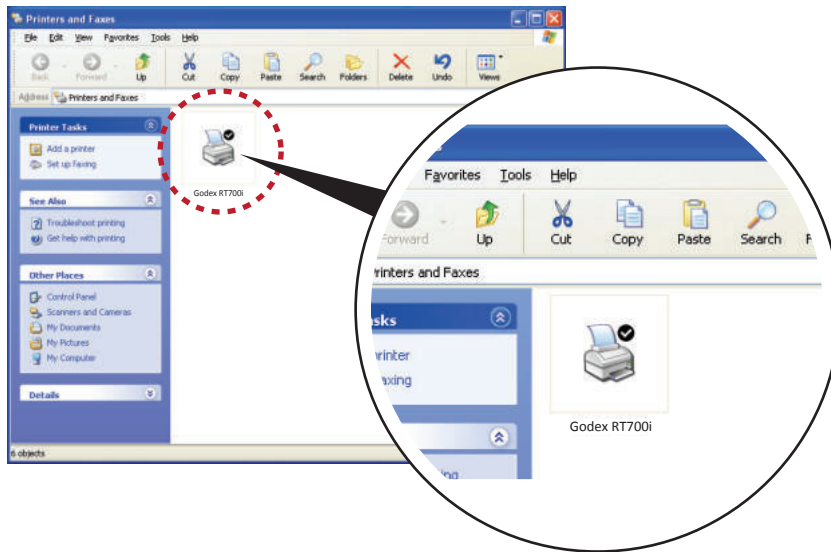 Printers and Faxes
File Edit View Favorites Tools Help
Back Forward Up Cut Copy Paste Search Folders Delete Undo Views
Address Printers and Faxes
Printer Tasks
Add a printer
Set up faxing
See Also
Troubleshoot printing
Get help with printing
Other Places
Control Panel
Scanners and Cameras
My Documents
My Pictures
My Computer
Details
Godex RT700i
6 objects
Favorites Tools Help
Forward Up Cut Copy Paste Search F
rinters and Faxes
sks
rinter
axing
Godex RT700i